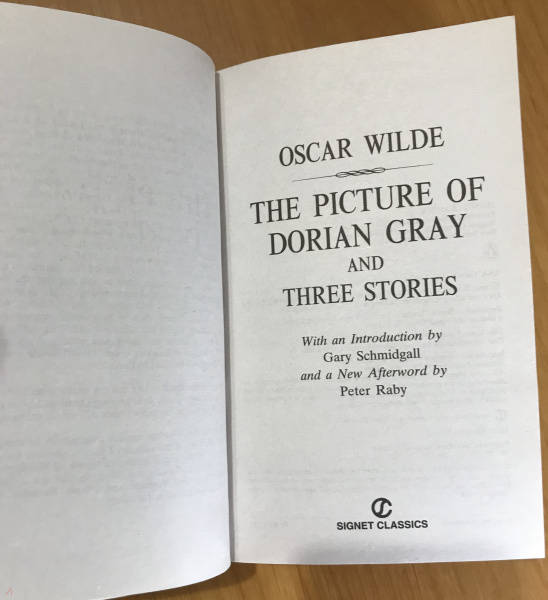 OSCAR WILDE
THE PICTURE OF
DORIAN GRAY
AND
THREE STORIES
With an Introduction by
Gary Schmidgall
and a New Afterword by
Peter Raby
SIGNET CLASSICS